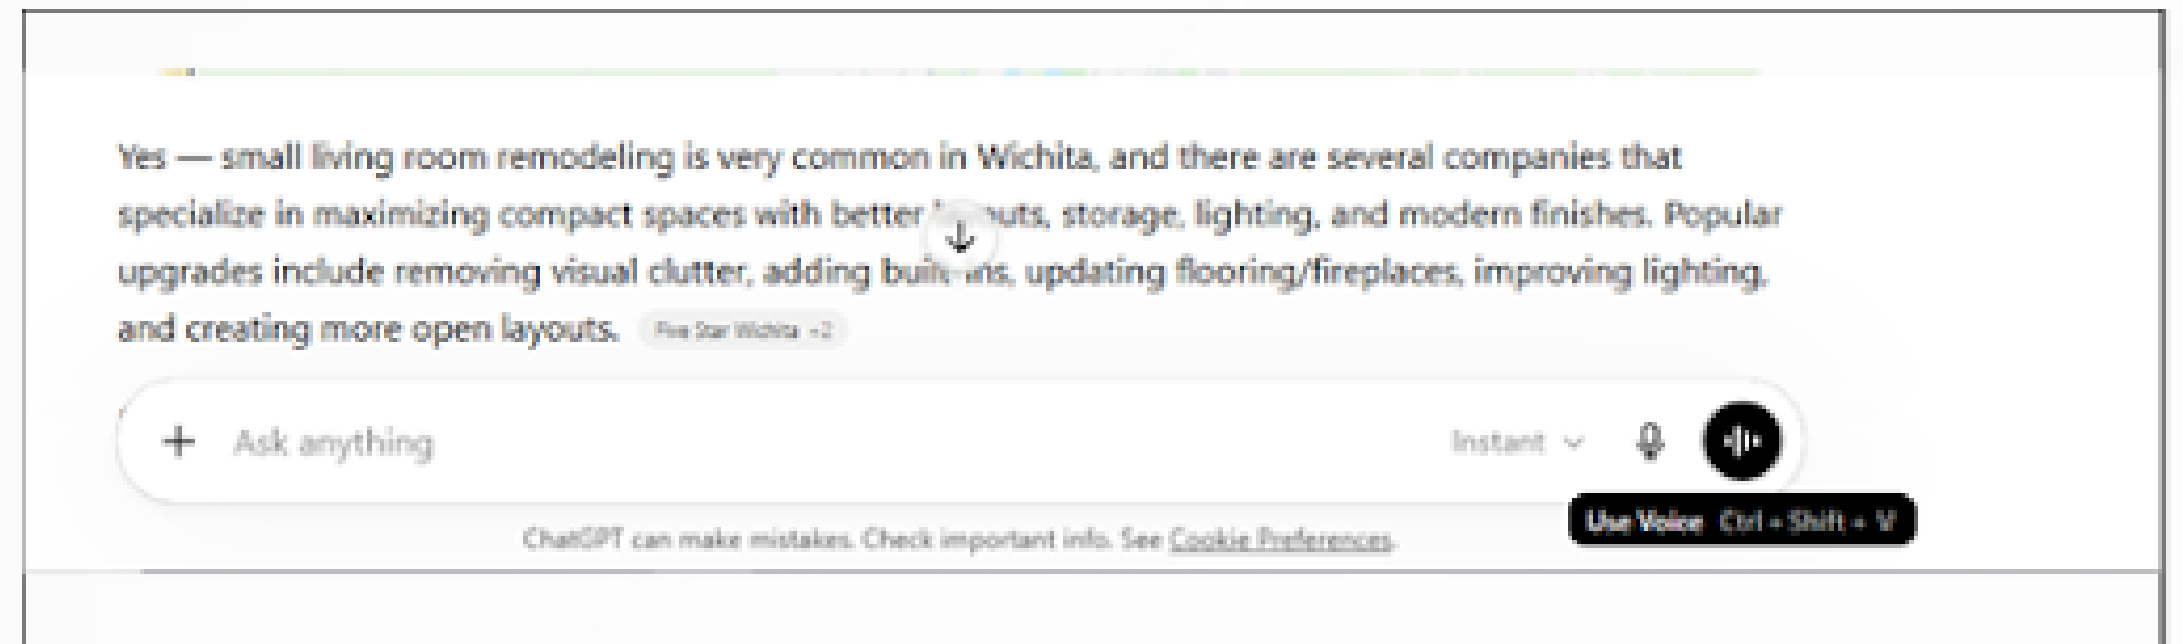 Yes — small living room remodeling is very common in Wichita, and there are several companies that
specialize in maximizing compact spaces with better storage, lighting, and modern finishes. Popular
upgrades include removing visual clutter, adding built-ins, updating flooring/fireplaces, improving lighting,
and creating more open layouts. Five Star Wichita +2
Ask anything
Instant
ChatGPT can make mistakes. Check important info. See Cookie Preferences.
Use Voice Ctrl + Shift + V